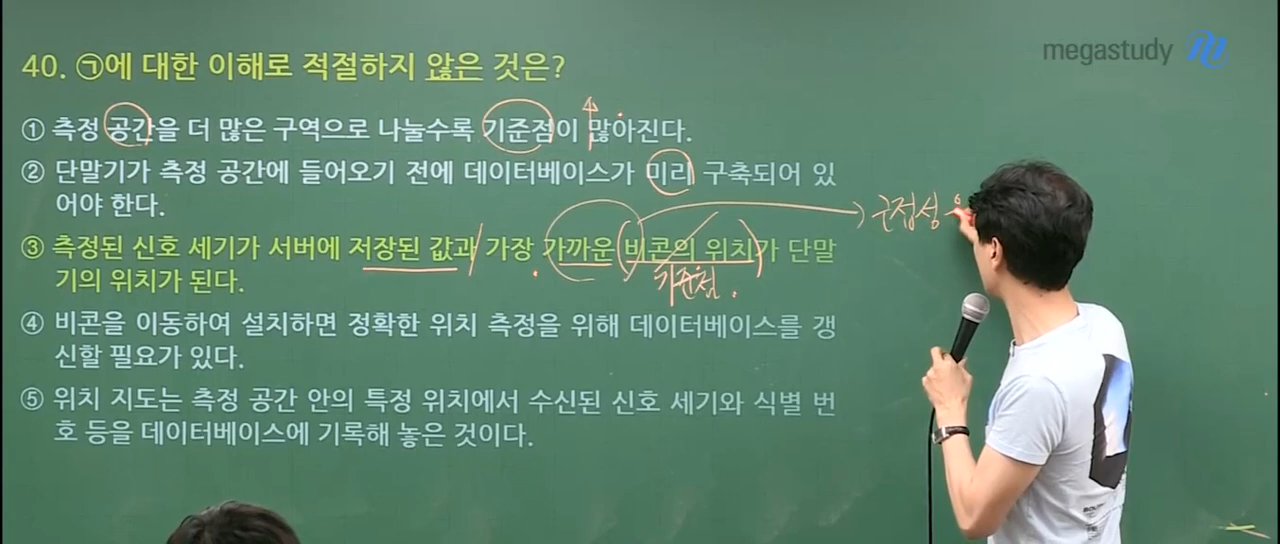 megastudy
40. ㉠에 대한 이해로 적절하지 않은 것은?
① 측정 공간을 더 많은 구역으로 나눌수록 기준점이 많아진다.
② 단말기가 측정 공간에 들어오기 전에 데이터베이스가 미리 구축되어 있
어야 한다.
근접성
③ 측정된 신호 세기가 서버에 저장된 값과 가장 가까운 비콘의 위치가 단말
기의 위치가 된다.
기준점
④ 비콘을 이동하여 설치하면 정확한 위치 측정을 위해 데이터베이스를 갱
신할 필요가 있다.
⑤ 위치 지도는 측정 공간 안의 특정 위치에서 수신된 신호 세기와 식별 번
호 등을 데이터베이스에 기록해 놓은 것이다.